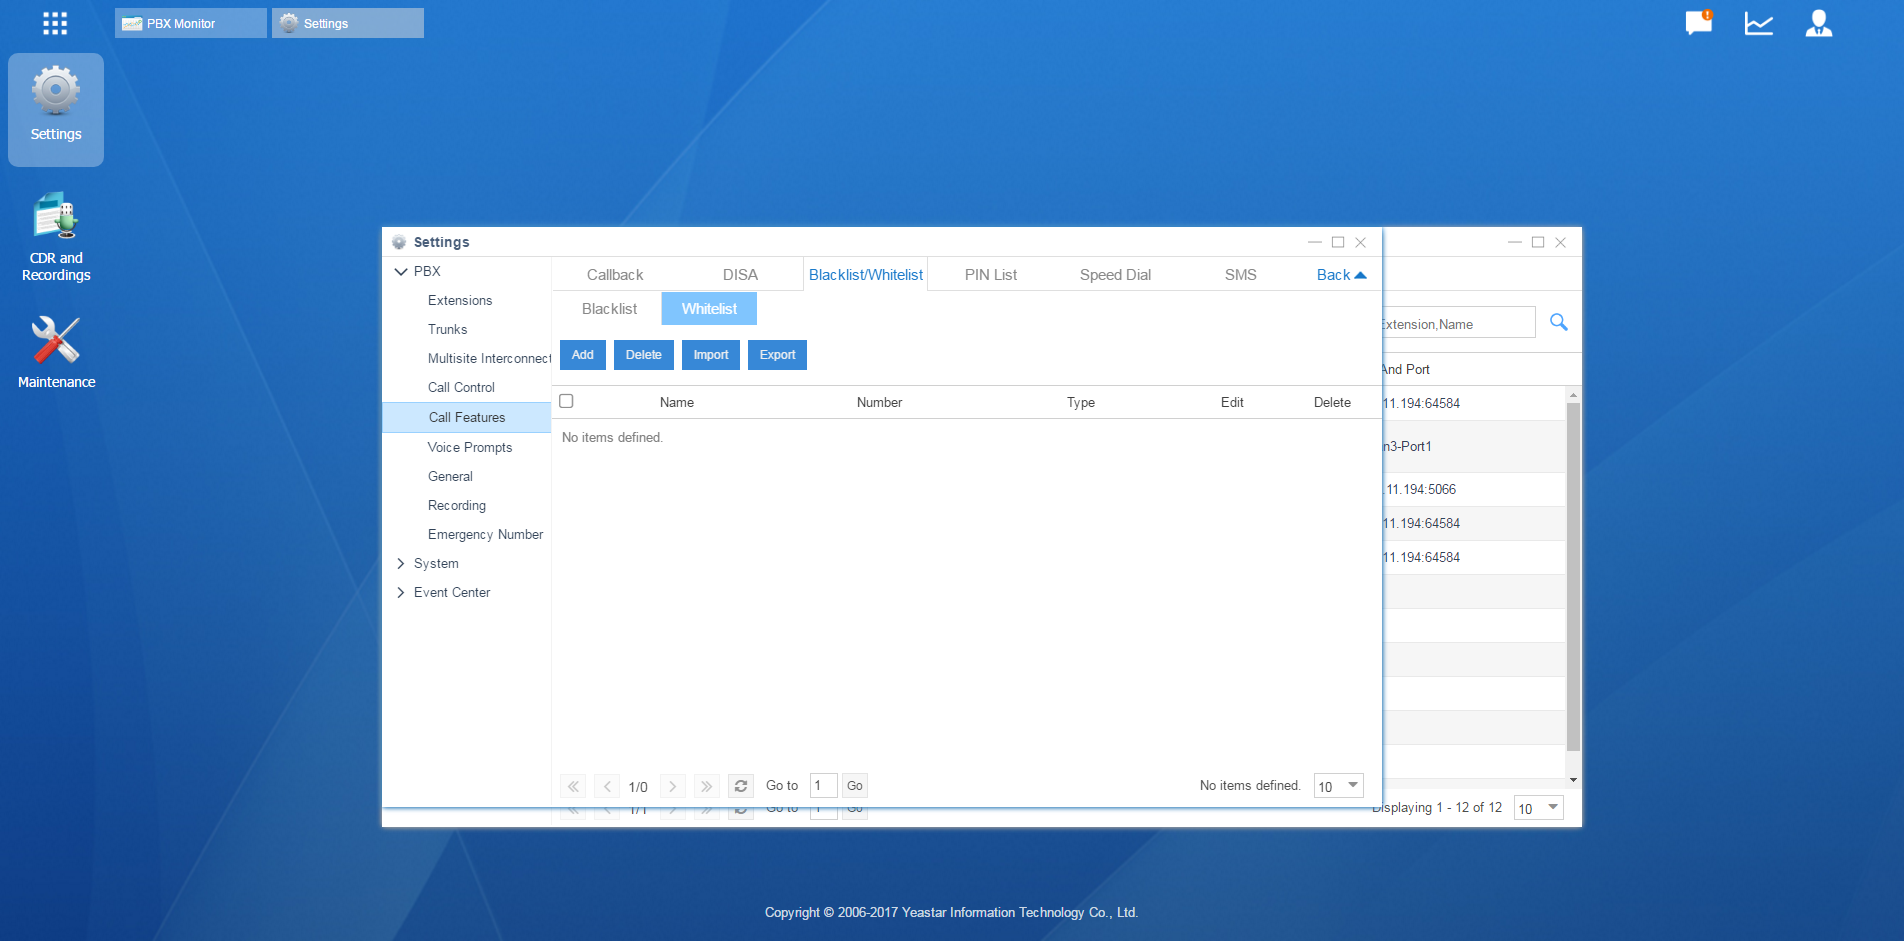 PBX Monitor
Settings
Settings
CDR and
Recordings
Maintenance
Settings
PBX
Extensions
Trunks
Multisite Interconnect
Call Control
Call Features
Voice Prompts
General
Recording
Emergency Number
System
Event Center
Callback DISA Blacklist/Whitelist PIN List Speed Dial SMS Back
Blacklist Whitelist
Add Delete Import Export
Name Number Type Edit Delete
No items defined.
1/0 Go to 1 Go No items defined. 10
Extension,Name
And Port
11.194:64584
n3-Port1
.11.194:5066
11.194:64584
11.194:64584
1/1 Go to 1 Go Displaying 1 - 12 of 12 10
Copyright © 2006-2017 Yeastar Information Technology Co., Ltd.